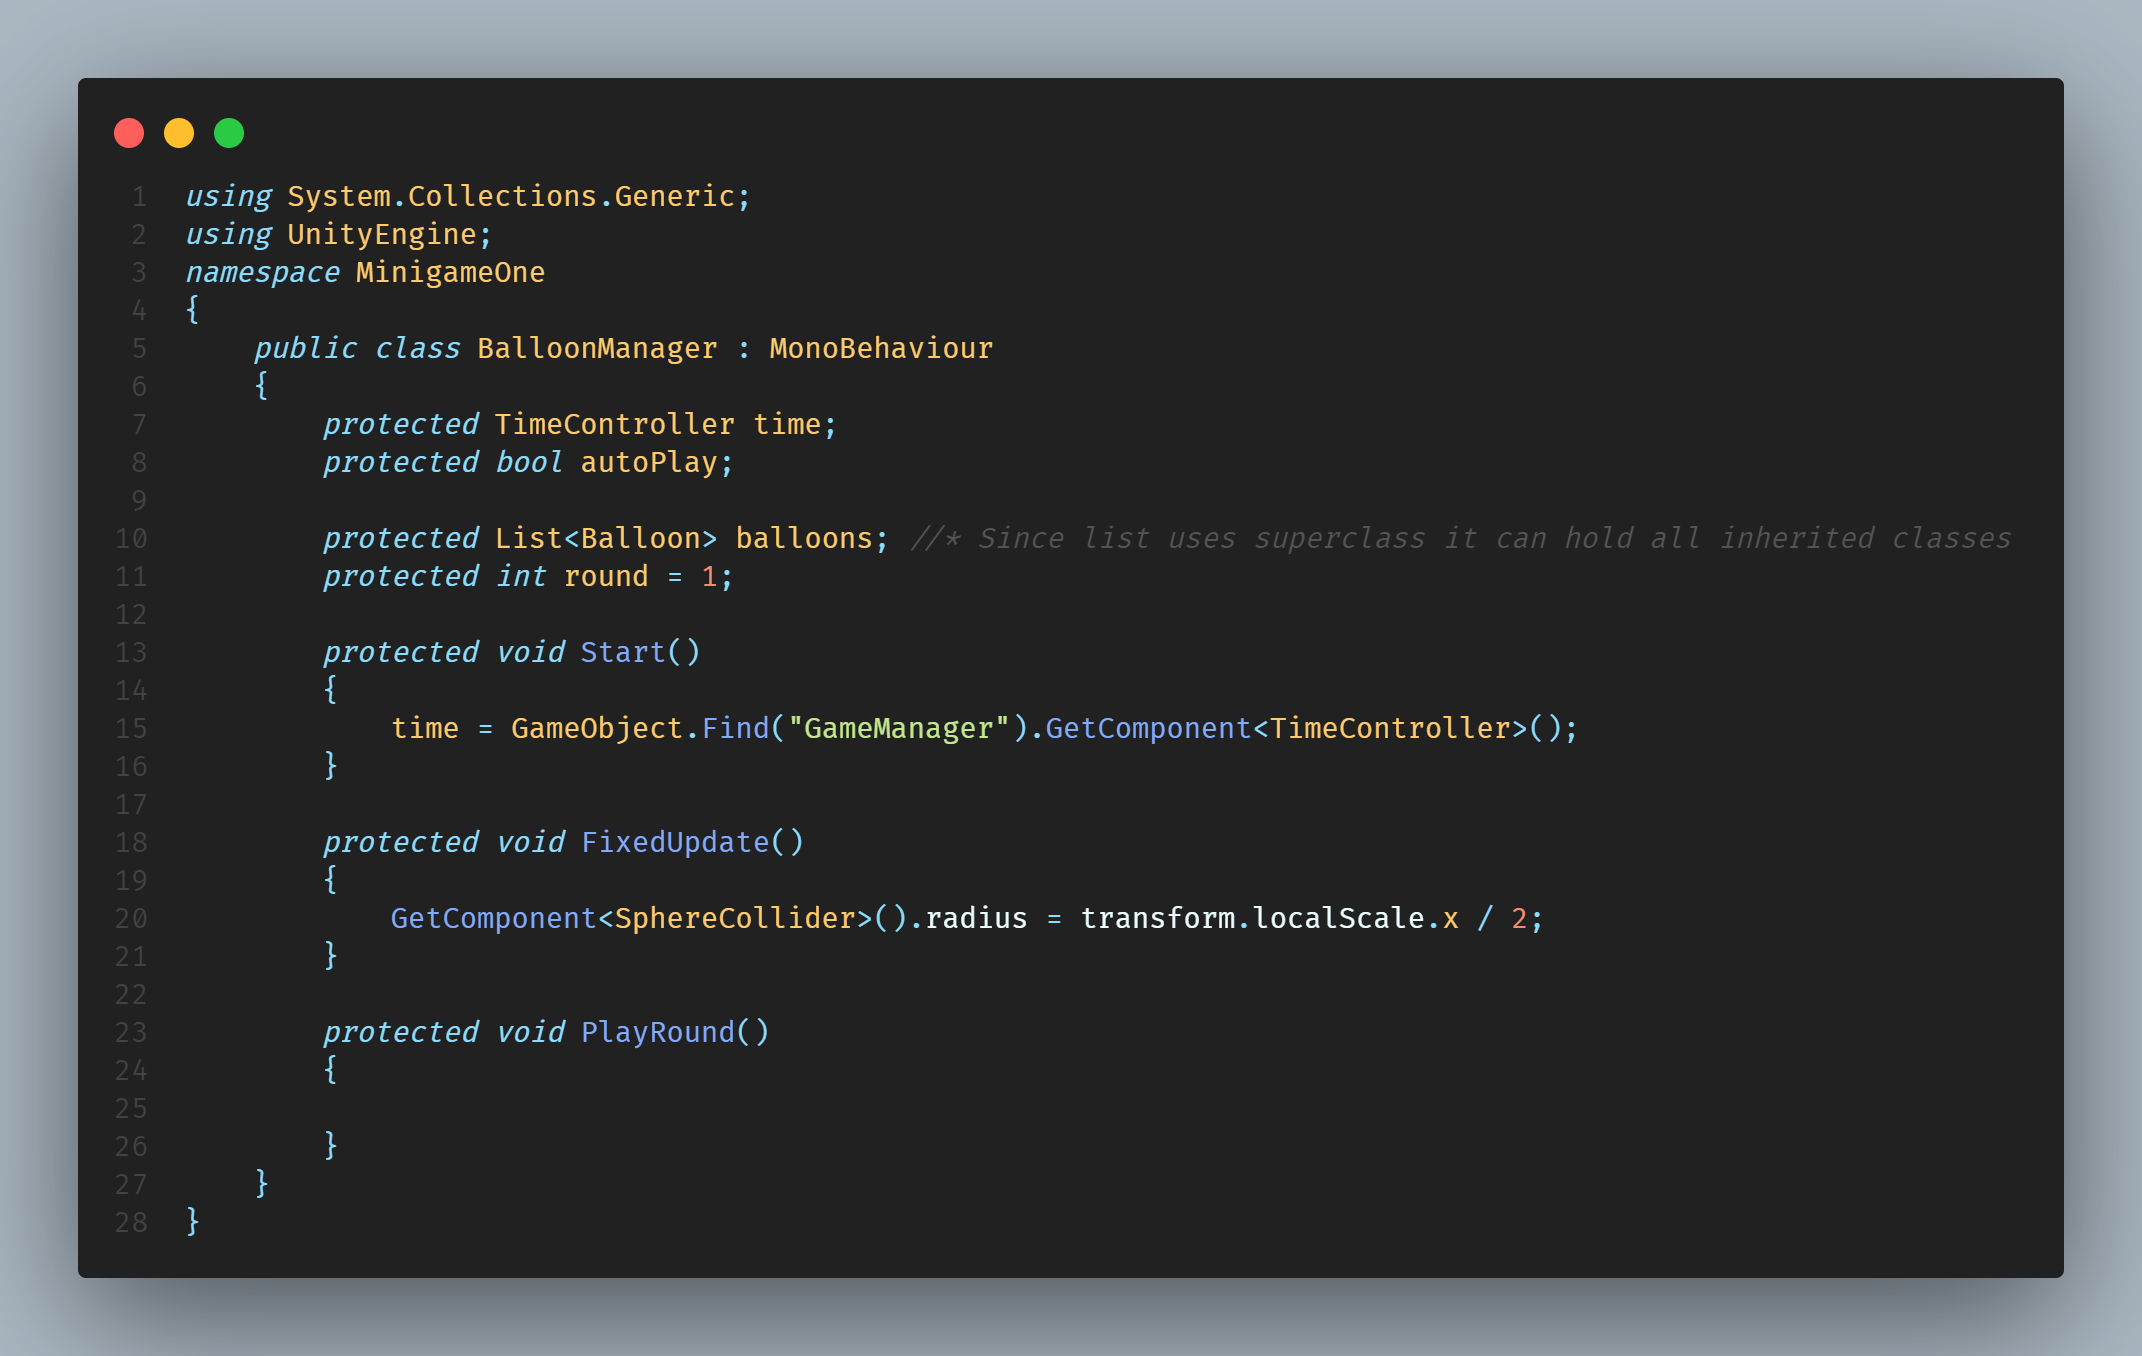 1 using System.Collections.Generic;
2 using UnityEngine;
3 namespace MinigameOne
4 {
5     public class BalloonManager : MonoBehaviour
6     {
7         protected TimeController time;
8         protected bool autoPlay;
9
10         protected List<Balloon> balloons; //* Since list uses superclass it can hold all inherited classes
11         protected int round = 1;
12
13         protected void Start()
14         {
15             time = GameObject.Find("GameManager").GetComponent<TimeController>();
16         }
17
18         protected void FixedUpdate()
19         {
20             GetComponent<SphereCollider>().radius = transform.localScale.x / 2;
21         }
22
23         protected void PlayRound()
24         {
25
26         }
27     }
28 }